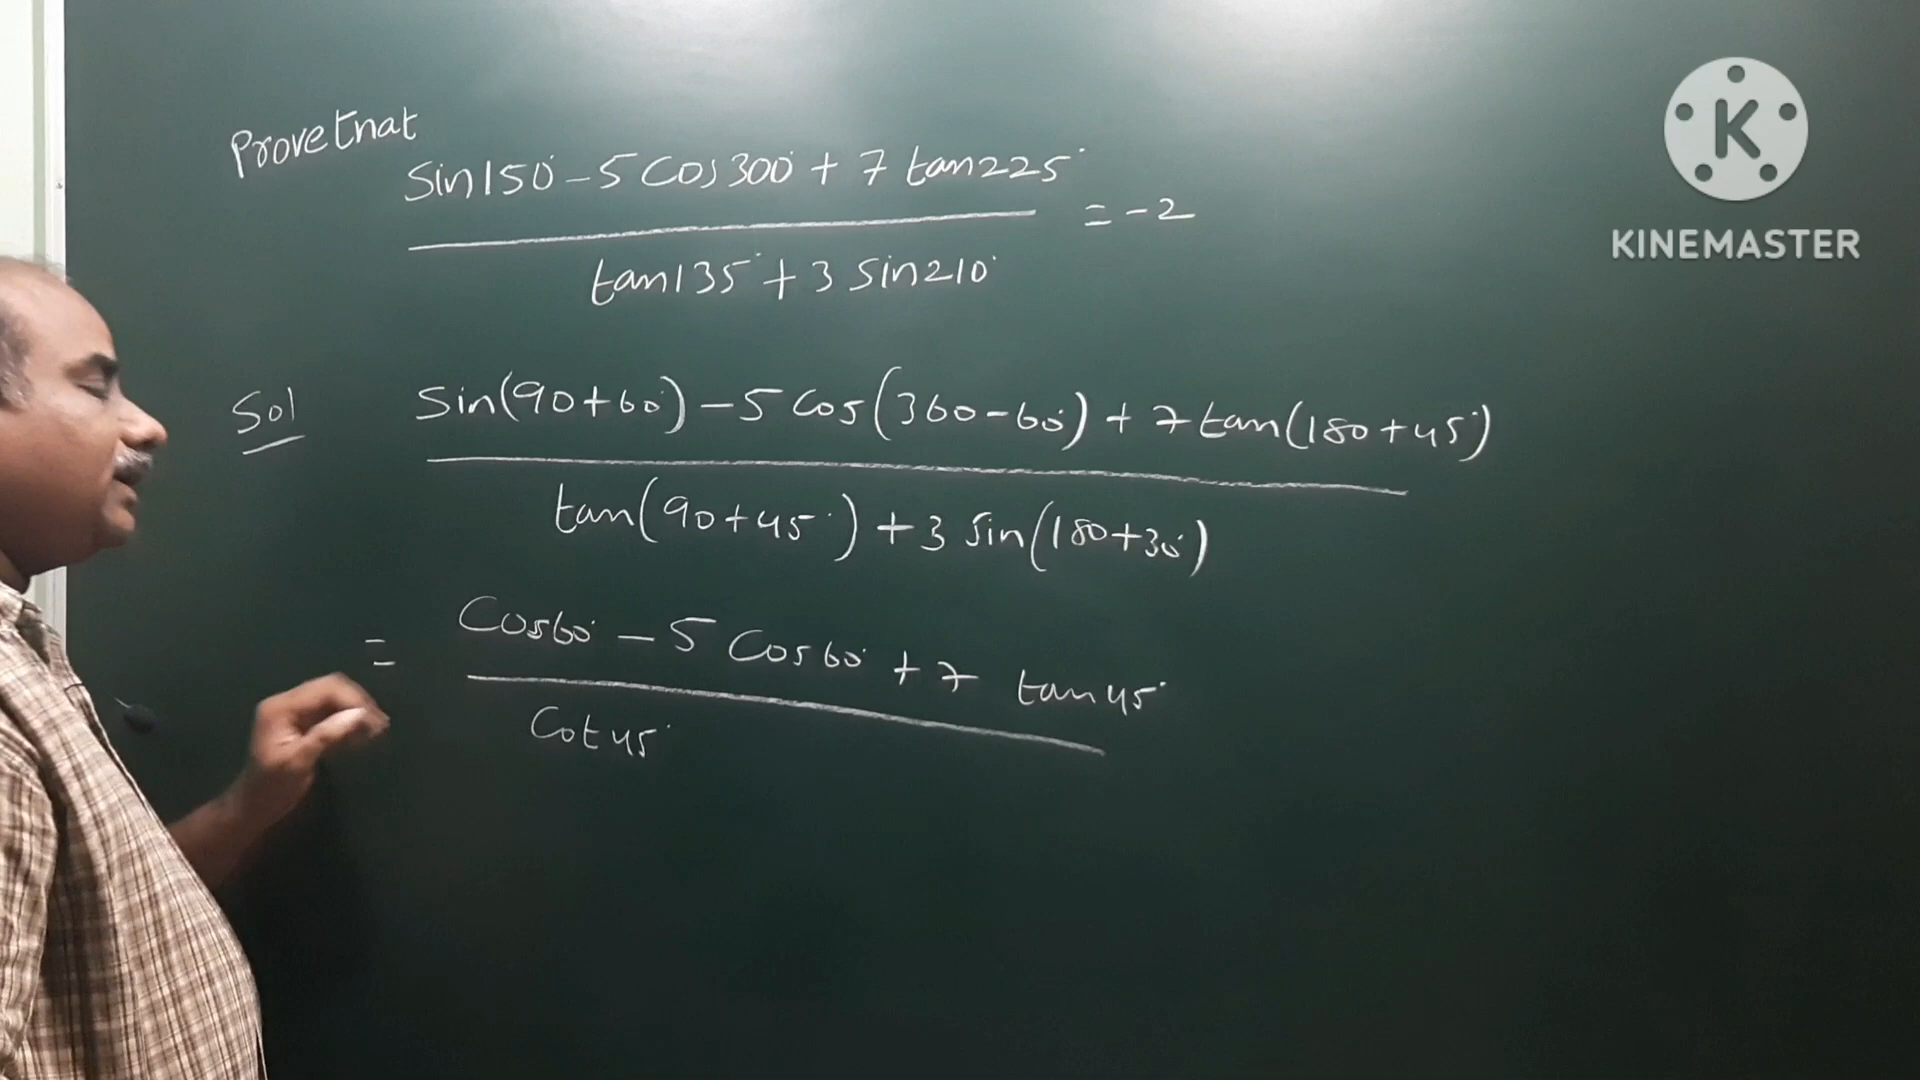 Prove that
Sin150° - 5 Cos300° + 7 tan225°
= -2
tan135° + 3 Sin210°
Sol
Sin(90+60°) - 5 Cos(360-60°) + 7 tan(180+45°)
tan(90+45°) + 3 Sin(180+30°)
= Cos60° - 5 Cos60° + 7 tan45°
Cot45°
K
KINEMASTER